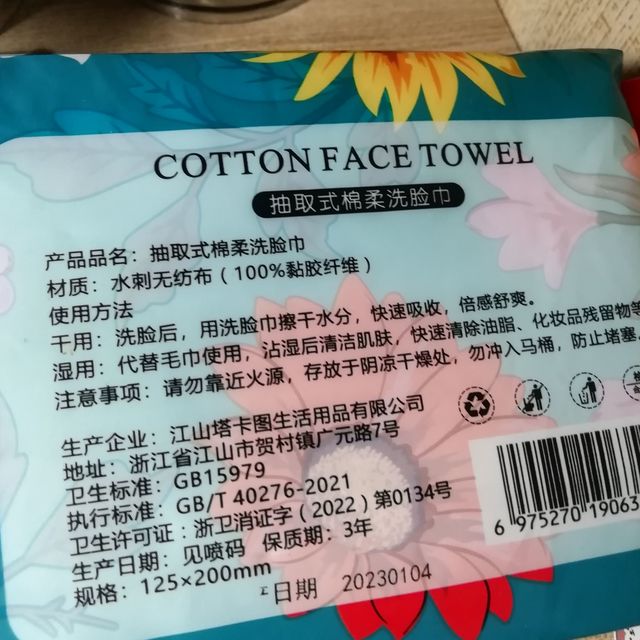 COTTON FACE TOWEL
抽取式棉柔洗脸巾
产品品名：抽取式棉柔洗脸巾
材质：水刺无纺布（100%黏胶纤维）
使用方法
干用：洗脸后，用洗脸巾擦干水分，快速吸收，倍感舒爽。
湿用：代替毛巾使用，沾湿后清洁肌肤，快速清除油脂、化妆品残留物等
注意事项：请勿靠近火源，存放于阴凉干燥处，勿冲入马桶，防止堵塞
生产企业：江山塔卡图生活用品有限公司
地址：浙江省江山市贺村镇广元路7号
卫生标准：GB15979
执行标准：GB/T 40276-2021
卫生许可证：浙卫消证字（2022）第0134号
生产日期：见喷码 保质期：3年
规格：125×200mm
日期 20230104
6 975270 19063